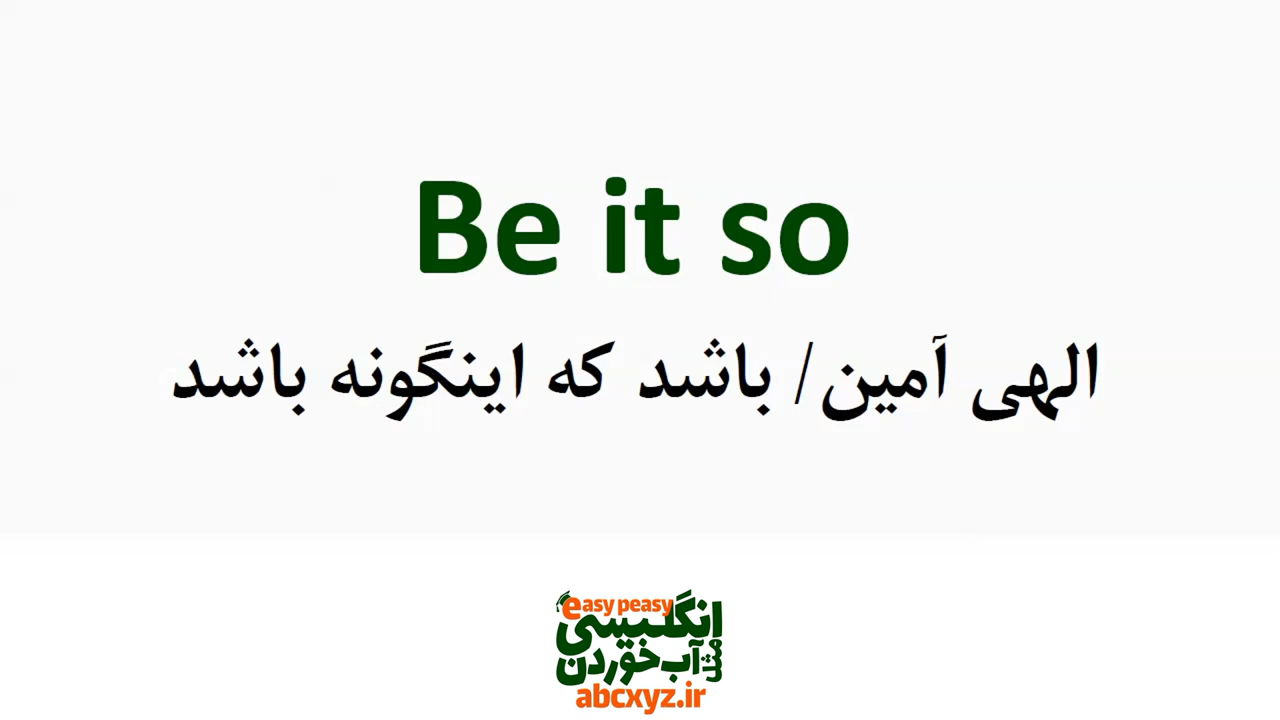 Be it so
الهی آمین/ باشد که اینگونه باشد
easy peasy
انگلیسی
مثل آب خوردن
abcxyz.ir